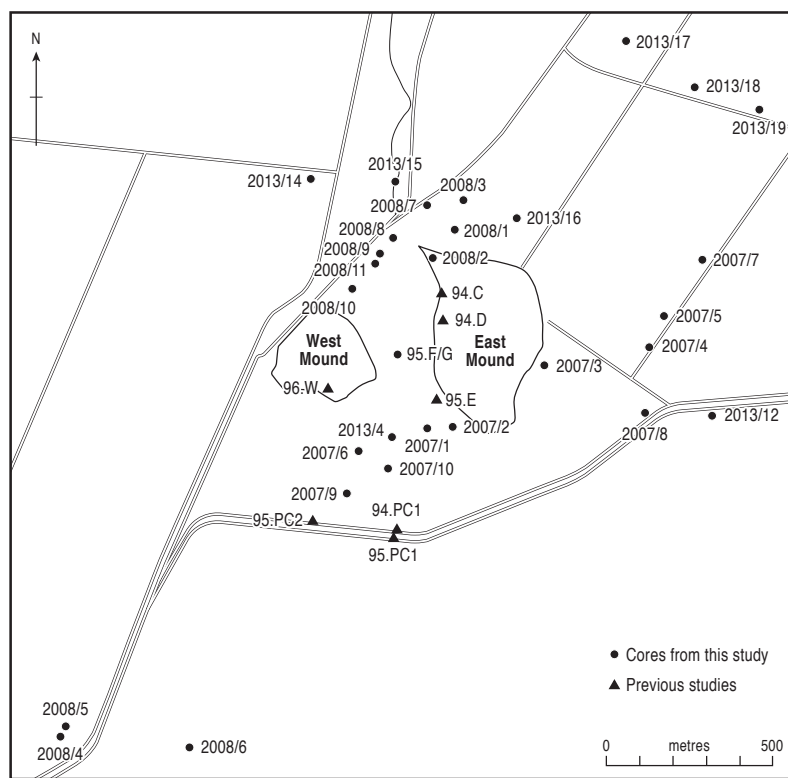 N
2013/17
2013/18
2013/19
2013/15
2013/14
2008/3
2008/7
2013/16
2008/8
2008/1
2008/9
2008/2
2008/11
2007/7
94.C
2008/10
2007/5
94.D
West
Mound
East
Mound
95.F/G
2007/4
2007/3
96.W
95.E
2013/12
2013/4
2007/2
2007/8
2007/1
2007/6
2007/10
2007/9
94.PC1
95.PC2
95.PC1
Cores from this study
Previous studies
2008/5
2008/4
2008/6
0 metres 500